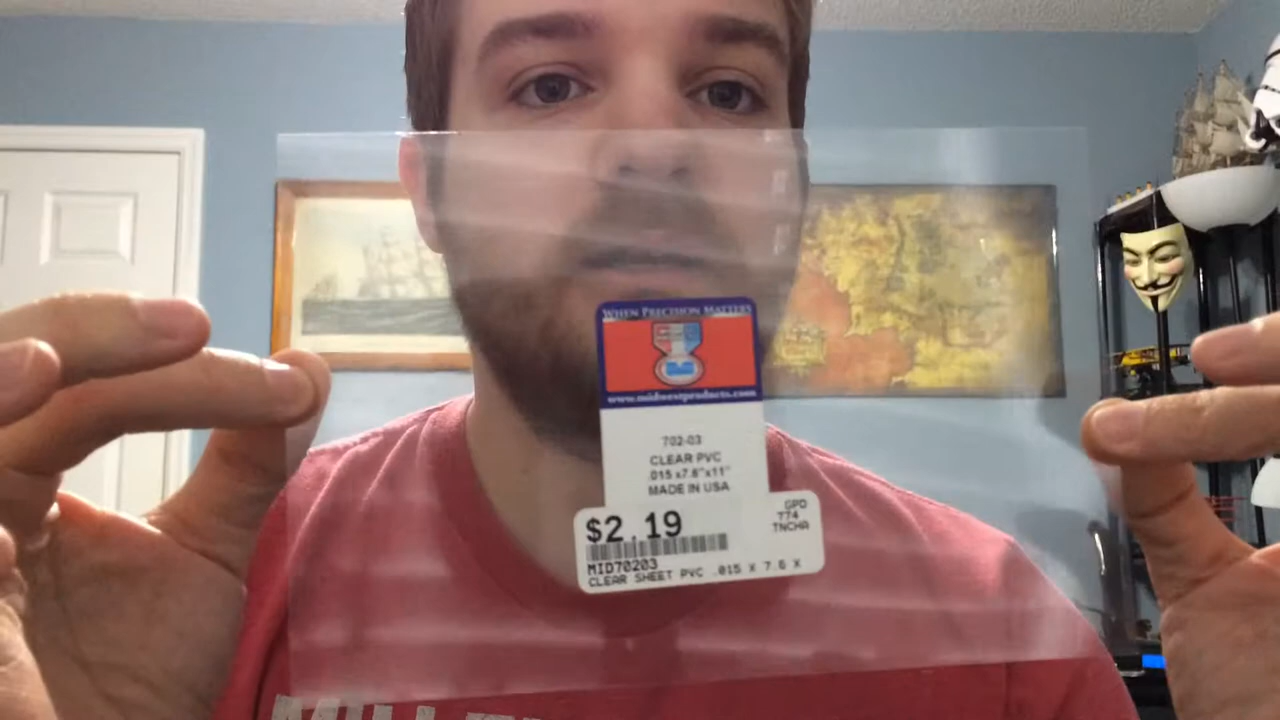 WHEN PRECISION MATTERS
www.midwestproducts.com
702-03
CLEAR PVC
.015 x7.6"x11"
MADE IN USA
$2.19
GPD
774
TNCHA
MID70203
CLEAR SHEET PVC .015 X 7.6 X